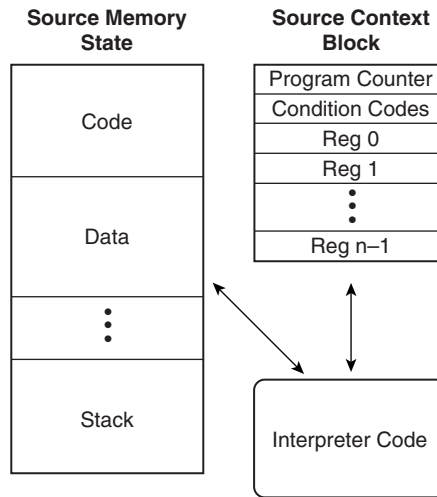 Source Memory
State
Code
Data
Stack
Source Context
Block
Program Counter
Condition Codes
Reg 0
Reg 1
Reg n–1
Interpreter Code